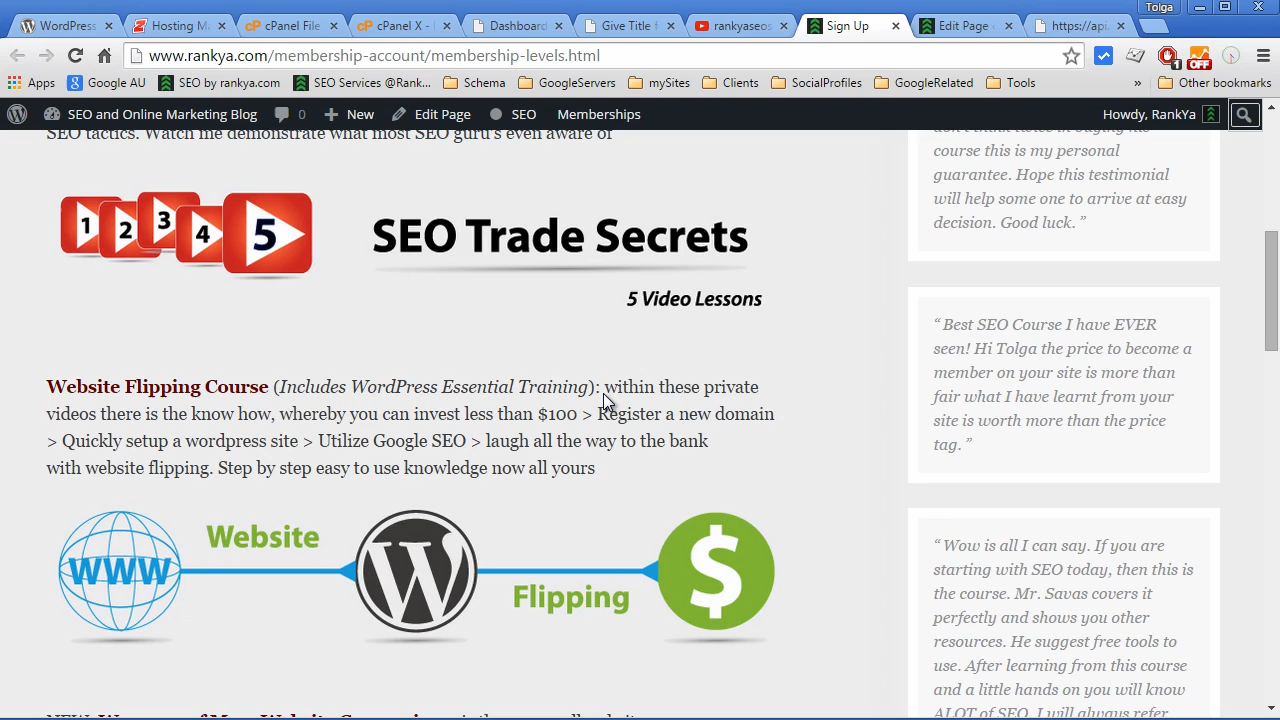 Tolga
WordPress
Hosting M
cPanel File
cPanel X - 
Dashboard
Give Title f
rankyaseos
Sign Up
Edit Page
https://api.
www.rankya.com/membership-account/membership-levels.html
1
OFF
Apps
Google AU
SEO by rankya.com
SEO Services @Rank...
Schema
GoogleServers
mySites
Clients
SocialProfiles
GoogleRelated
Tools
»
Other bookmarks
SEO and Online Marketing Blog
0
New
Edit Page
SEO
Memberships
Howdy, RankYa
SEO tactics. Watch me demonstrate what most SEO guru's even aware of
1 2 3 4 5
SEO Trade Secrets
5 Video Lessons
Website Flipping Course (Includes WordPress Essential Training): within these private
videos there is the know how, whereby you can invest less than $100 > Register a new domain
> Quickly setup a wordpress site > Utilize Google SEO > laugh all the way to the bank
with website flipping. Step by step easy to use knowledge now all yours
WWW
Website
W
Flipping
$
don't think twice in buying his
course this is my personal
guarantee. Hope this testimonial
will help some one to arrive at easy
decision. Good luck.”
“Best SEO Course I have EVER
seen! Hi Tolga the price to become a
member on your site is more than
fair what I have learnt from your
site is worth more than the price
tag.”
“Wow is all I can say. If you are
starting with SEO today, then this is
the course. Mr. Savas covers it
perfectly and shows you other
resources. He suggest free tools to
use. After learning from this course
and a little hands on you will know
ALOT of SEO. I will always refer